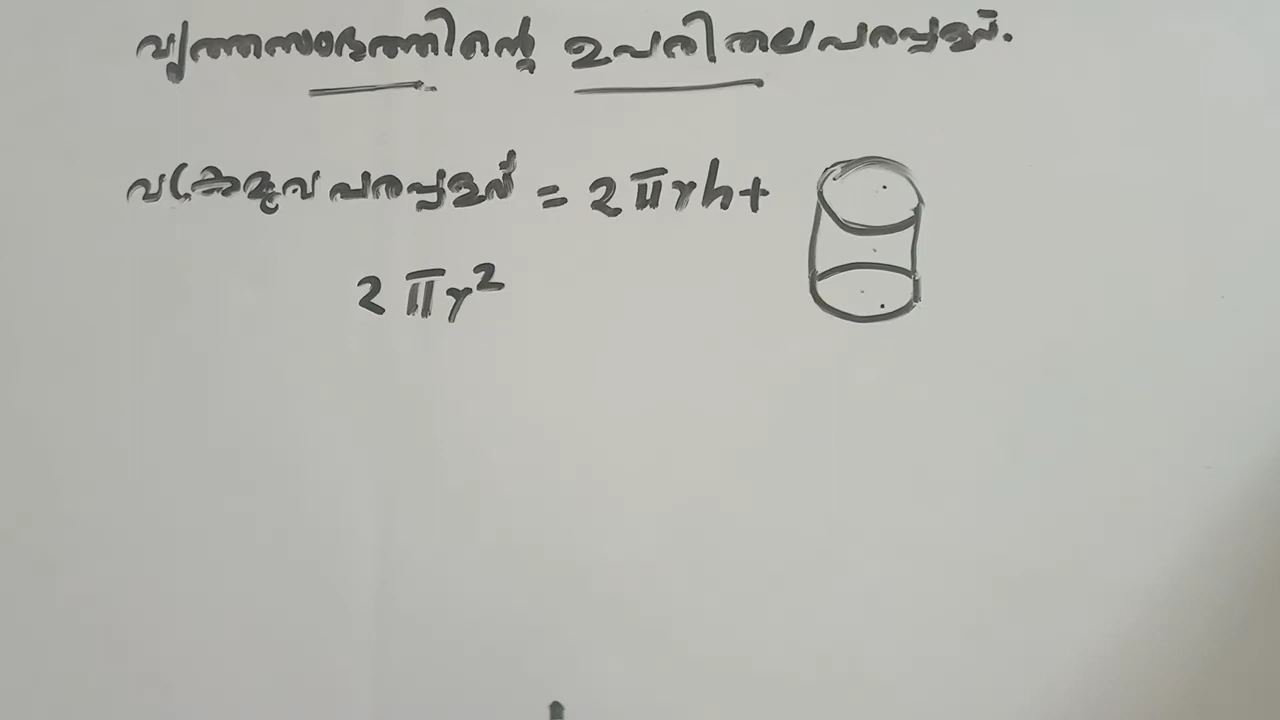 വൃത്തസ്തംഭത്തിന്റെ ഉപരിതലപരപ്പളവ്.
വക്രമുഖ പരപ്പളവ് = 2πrh+
2πr²